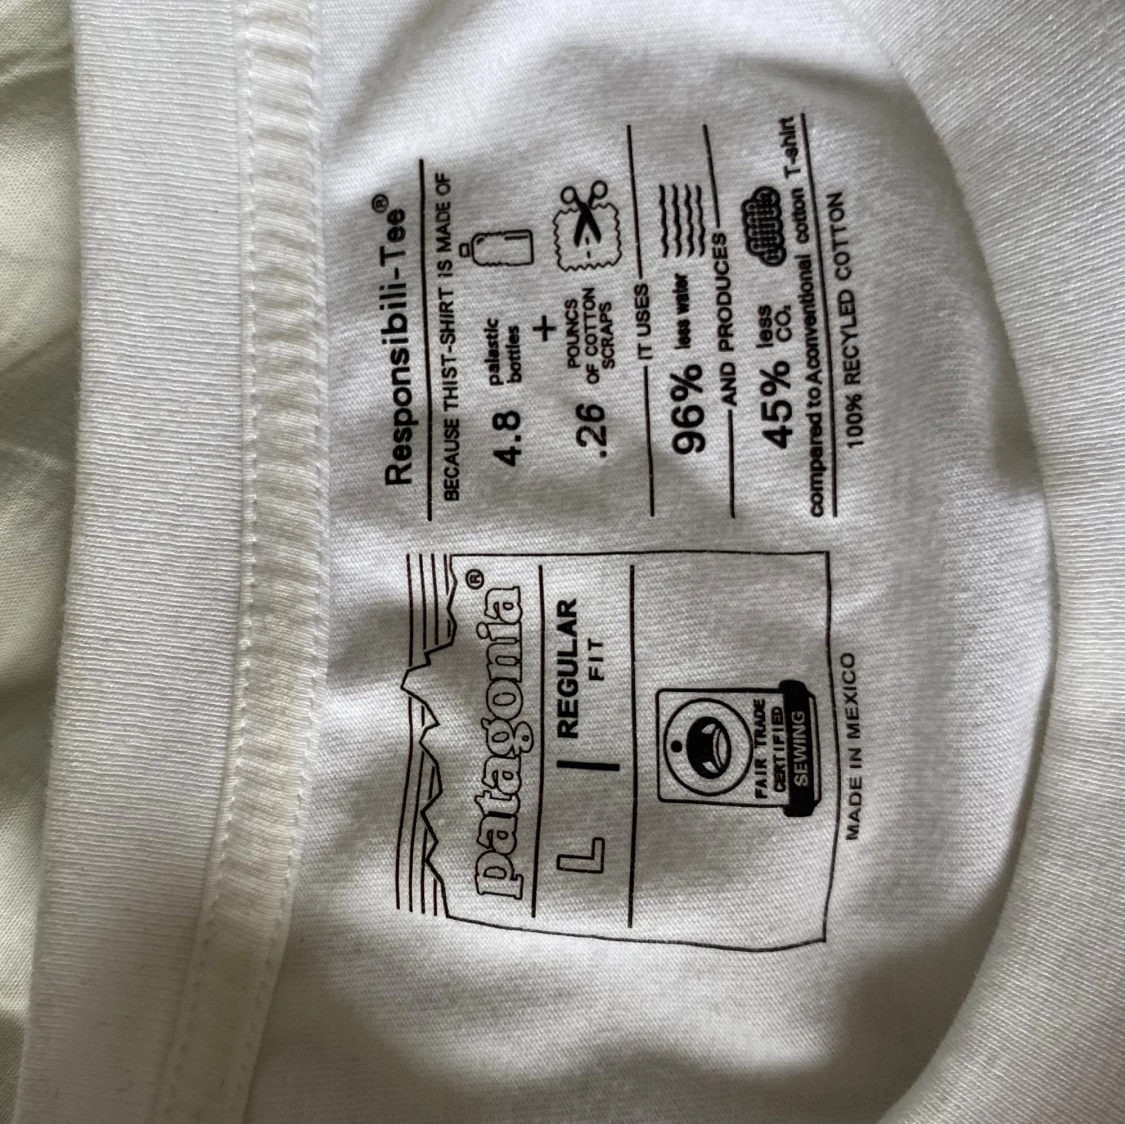 patagonia®
L | REGULAR
FIT
FAIR TRADE
CERTIFIED
SEWING
MADE IN MEXICO
Responsibili-Tee®
BECAUSE THIST-SHIRT iS MADE OF
4.8 palastic
bottles
+
.26 POUNCS
OF COTTON
SCRAPS
IT USES
96% less water
AND PRODUCES
45% less
CO₂
compared to Aconventional cotton T-shirt
100% RECYLED COTTON